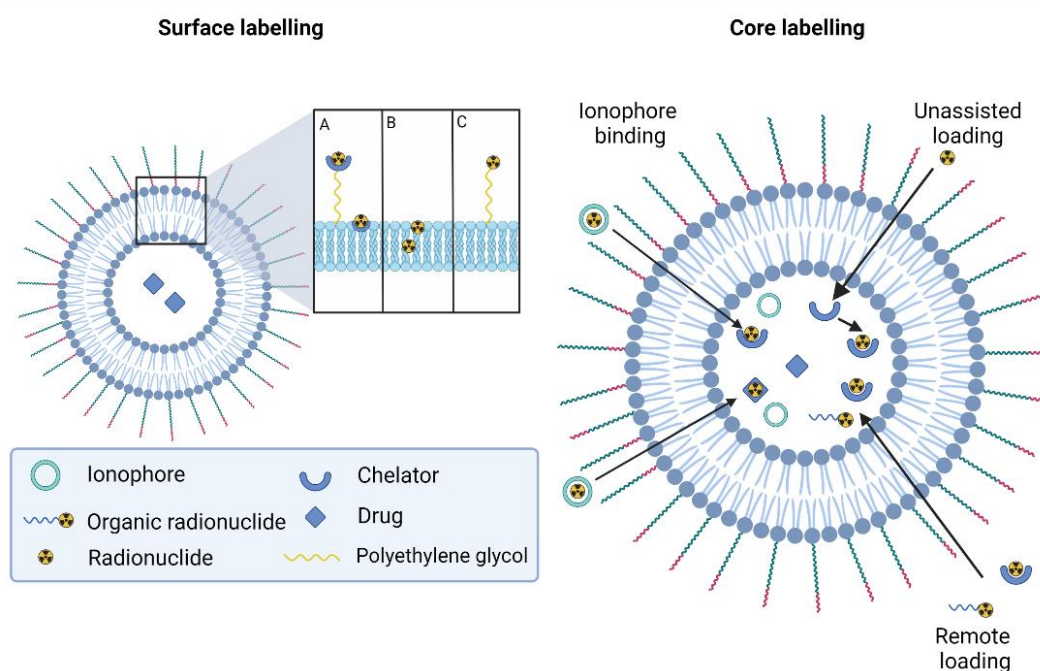 Surface labelling
Core labelling
A
B
C
Ionophore
binding
Unassisted
loading
Ionophore
Organic radionuclide
Radionuclide
Chelator
Drug
Polyethylene glycol
Remote
loading